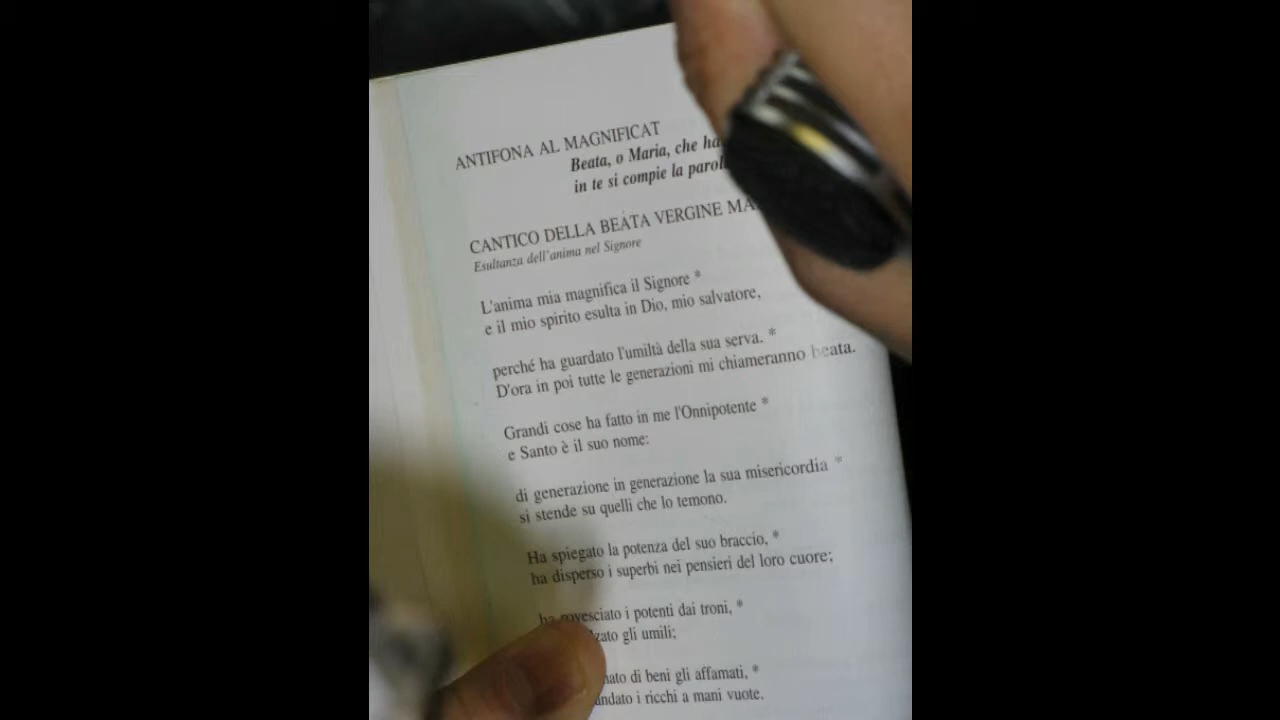 ANTIFONA AL MAGNIFICAT
Beata, o Maria, che
in te si compie la
CANTICO DELLA BEATA VERGINE
Esultanza dell'anima nel Signore
L'anima mia magnifica il Signore *
e il mio spirito esulta in Dio, mio salvatore,
perché ha guardato l'umiltà della sua serva. *
D'ora in poi tutte le generazioni mi chiameranno beata.
Grandi cose ha fatto in me l'Onnipotente *
e Santo è il suo nome:
di generazione in generazione la sua misericordia *
si stende su quelli che lo temono.
Ha spiegato la potenza del suo braccio, *
ha disperso i superbi nei pensieri del loro cuore;
ha rovesciato i potenti dai troni, *
gli umili;
di beni gli affamati, *
i ricchi a mani vuote.